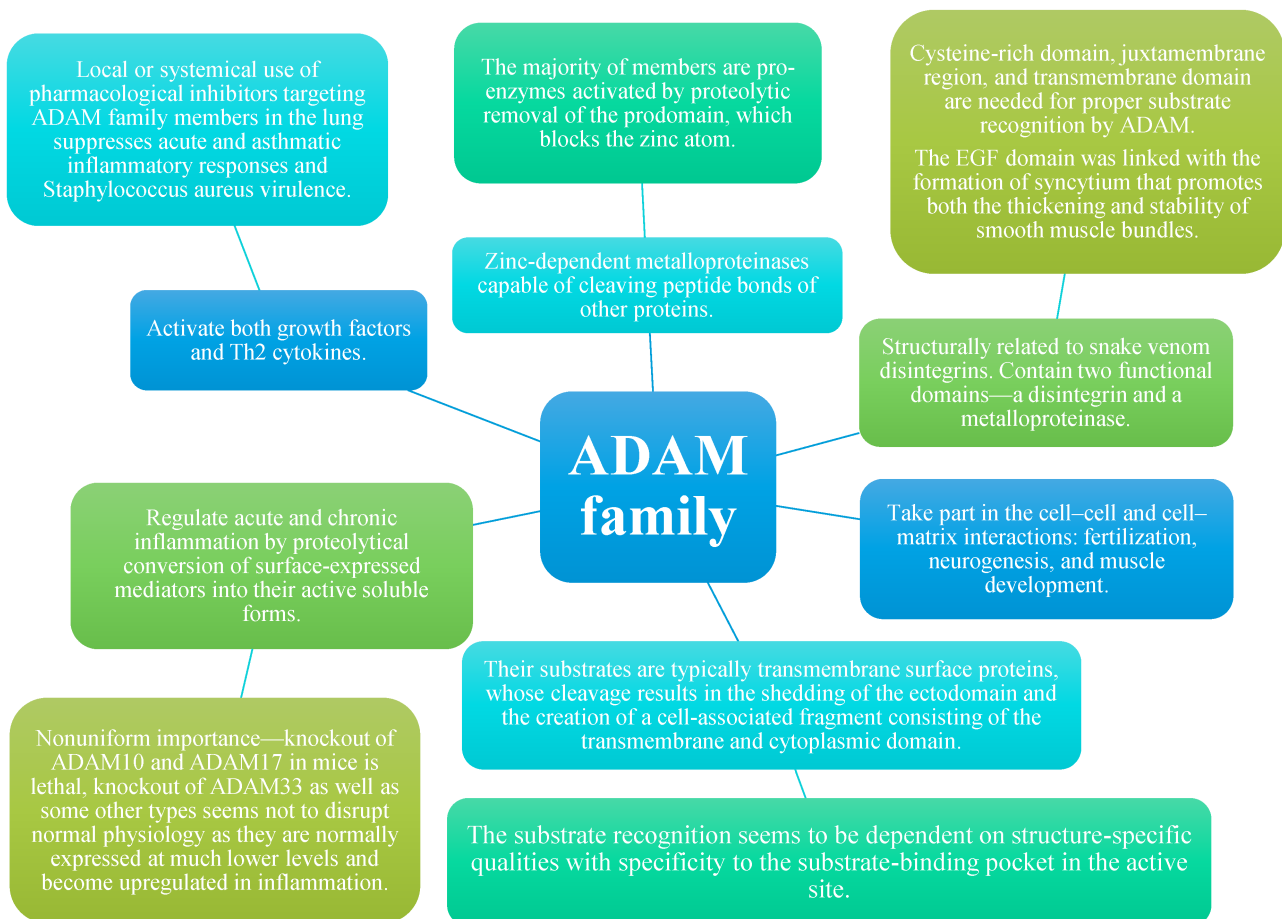 Local or systemical use of
pharmacological inhibitors targeting
ADAM family members in the lung
suppresses acute and asthmatic
inflammatory responses and
Staphylococcus aureus virulence.
The majority of members are pro-
enzymes activated by proteolytic
removal of the prodomain, which
blocks the zinc atom.
Cysteine-rich domain, juxtamembrane
region, and transmembrane domain
are needed for proper substrate
recognition by ADAM.
The EGF domain was linked with the
formation of syncytium that promotes
both the thickening and stability of
smooth muscle bundles.
Zinc-dependent metalloproteinases
capable of cleaving peptide bonds of
other proteins.
Activate both growth factors
and Th2 cytokines.
Structurally related to snake venom
disintegrins. Contain two functional
domains—a disintegrin and a
metalloproteinase.
ADAM
family
Regulate acute and chronic
inflammation by proteolytical
conversion of surface-expressed
mediators into their active soluble
forms.
Take part in the cell–cell and cell–
matrix interactions: fertilization,
neurogenesis, and muscle
development.
Their substrates are typically transmembrane surface proteins,
whose cleavage results in the shedding of the ectodomain and
the creation of a cell-associated fragment consisting of the
transmembrane and cytoplasmic domain.
Nonuniform importance—knockout of
ADAM10 and ADAM17 in mice is
lethal, knockout of ADAM33 as well as
some other types seems not to disrupt
normal physiology as they are normally
expressed at much lower levels and
become upregulated in inflammation.
The substrate recognition seems to be dependent on structure-specific
qualities with specificity to the substrate-binding pocket in the active
site.